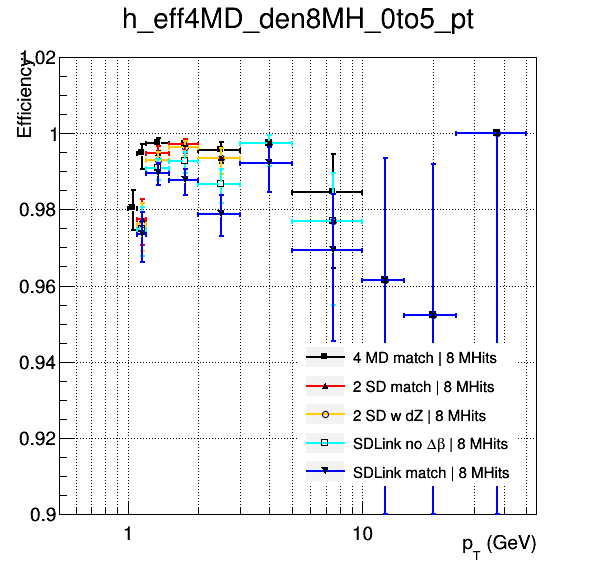 h_eff4MD_den8MH_0to5_pt
Efficiency
1.02
1
0.98
0.96
0.94
0.92
0.9
4 MD match | 8 MHits
2 SD match | 8 MHits
2 SD w dZ | 8 MHits
SDLink no Δβ | 8 MHits
SDLink match | 8 MHits
1
10
p_T (GeV)